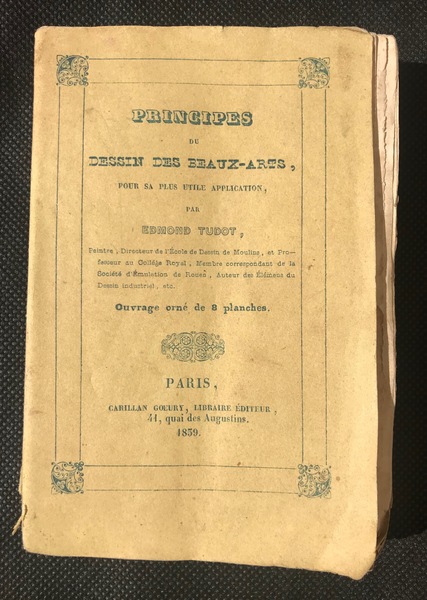 PRINCIPES
DU
DESSIN DES BEAUX-ARTS,
POUR SA PLUS UTILE APPLICATION,
PAR
EDMOND TUDOT,
Peintre, Directeur de l'École de Dessin de Moulins, et Pro-
fesseur au Collége Royal, Membre correspondant de la
Société d'Émulation de Rouen, Auteur des Élémens du
Dessin industriel, etc.
Ouvrage orné de 8 planches.
PARIS,
CARILLAN GOEURY, LIBRAIRE ÉDITEUR,
41, quai des Augustins.
1839.